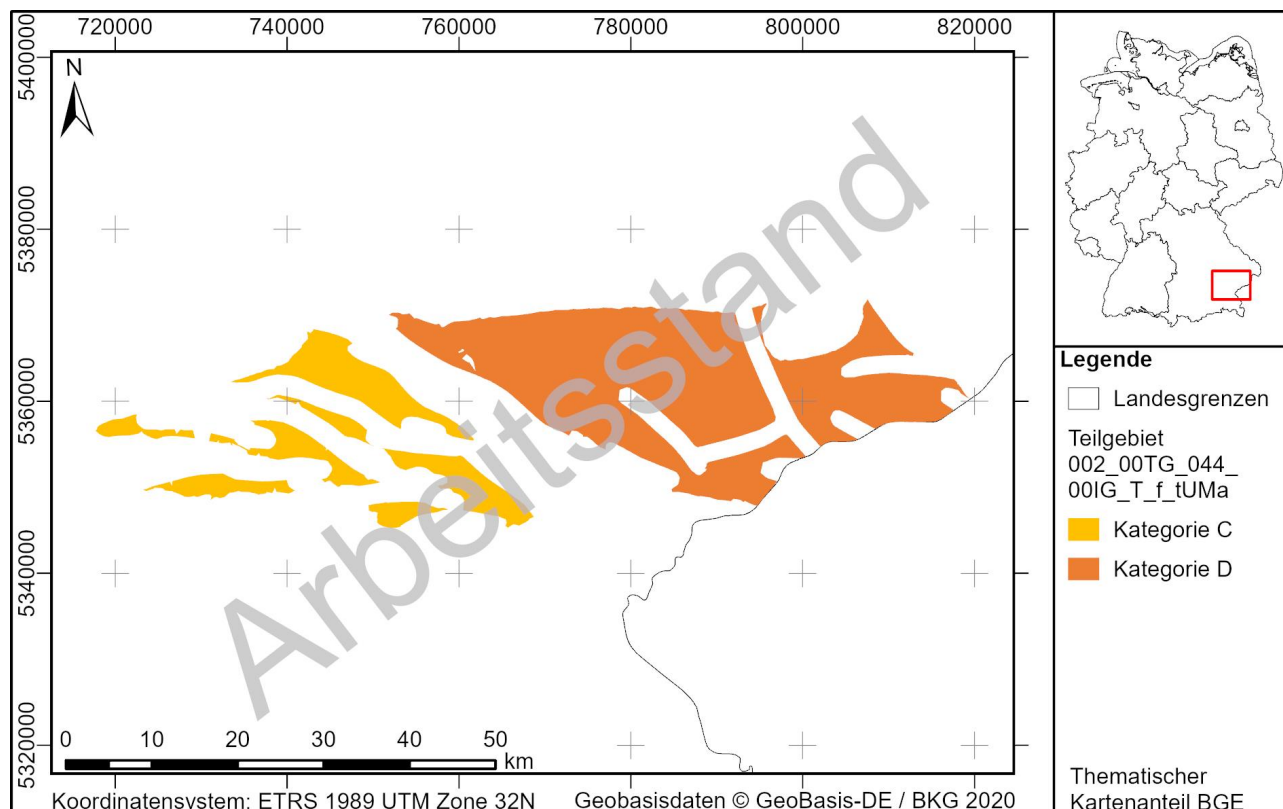 720000 740000 760000 780000 800000 820000
5400000
5380000
5360000
5340000
5320000
N
Arbeitsstand
0 10 20 30 40 50
km
Koordinatensystem: ETRS 1989 UTM Zone 32N Geobasisdaten © GeoBasis-DE / BKG 2020
Legende
Landesgrenzen
Teilgebiet
002_00TG_044_
00IG_T_f_tUMa
Kategorie C
Kategorie D
Thematischer
Kartenanteil BGE